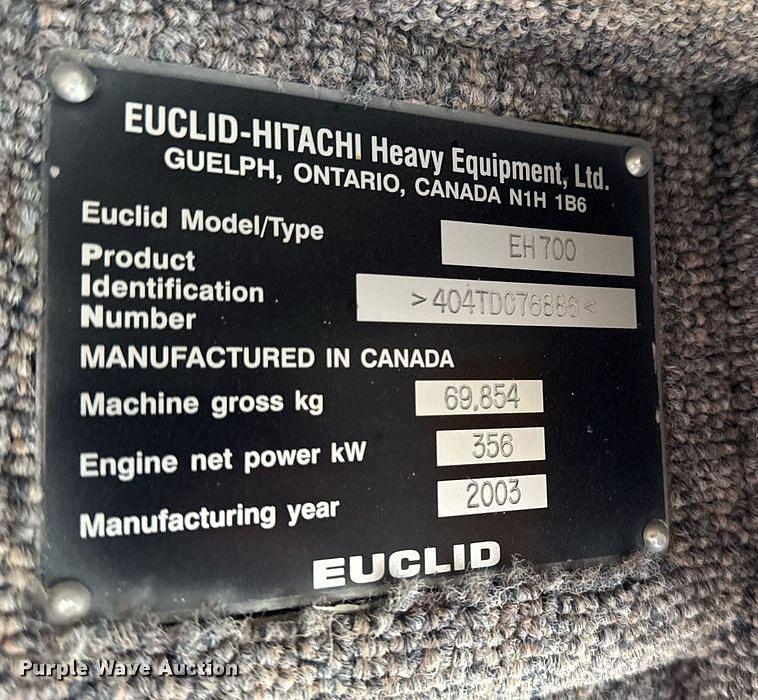 EUCLID-HITACHI Heavy Equipment, Ltd.
GUELPH, ONTARIO, CANADA N1H 1B6
Euclid Model/Type EH700
Product
Identification
Number >404TDC76886<
MANUFACTURED IN CANADA
Machine gross kg 69,854
Engine net power kW 356
Manufacturing year 2003
EUCLID
Purple Wave Auction